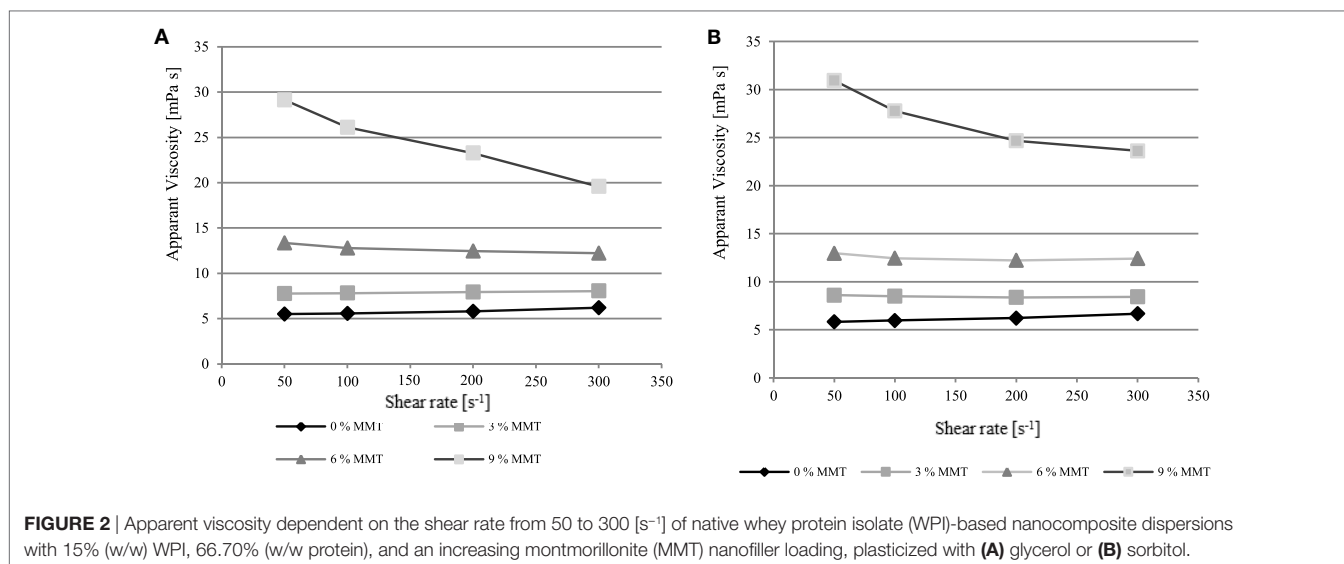 A
Apparant Viscosity [mPa s]
35
30
25
20
15
10
5
0
0 50 100 150 200 250 300 350
Shear rate [s-1]
0 % MMT 3 % MMT
6 % MMT 9 % MMT
B
Apparant Viscosity [mPa s]
35
30
25
20
15
10
5
0
0 50 100 150 200 250 300 350
Shear rate [s-1]
0 % MMT 3 % MMT 6 % MMT 9 % MMT
FIGURE 2 | Apparent viscosity dependent on the shear rate from 50 to 300 [s−1] of native whey protein isolate (WPI)-based nanocomposite dispersions
with 15% (w/w) WPI, 66.70% (w/w protein), and an increasing montmorillonite (MMT) nanofiller loading, plasticized with (A) glycerol or (B) sorbitol.